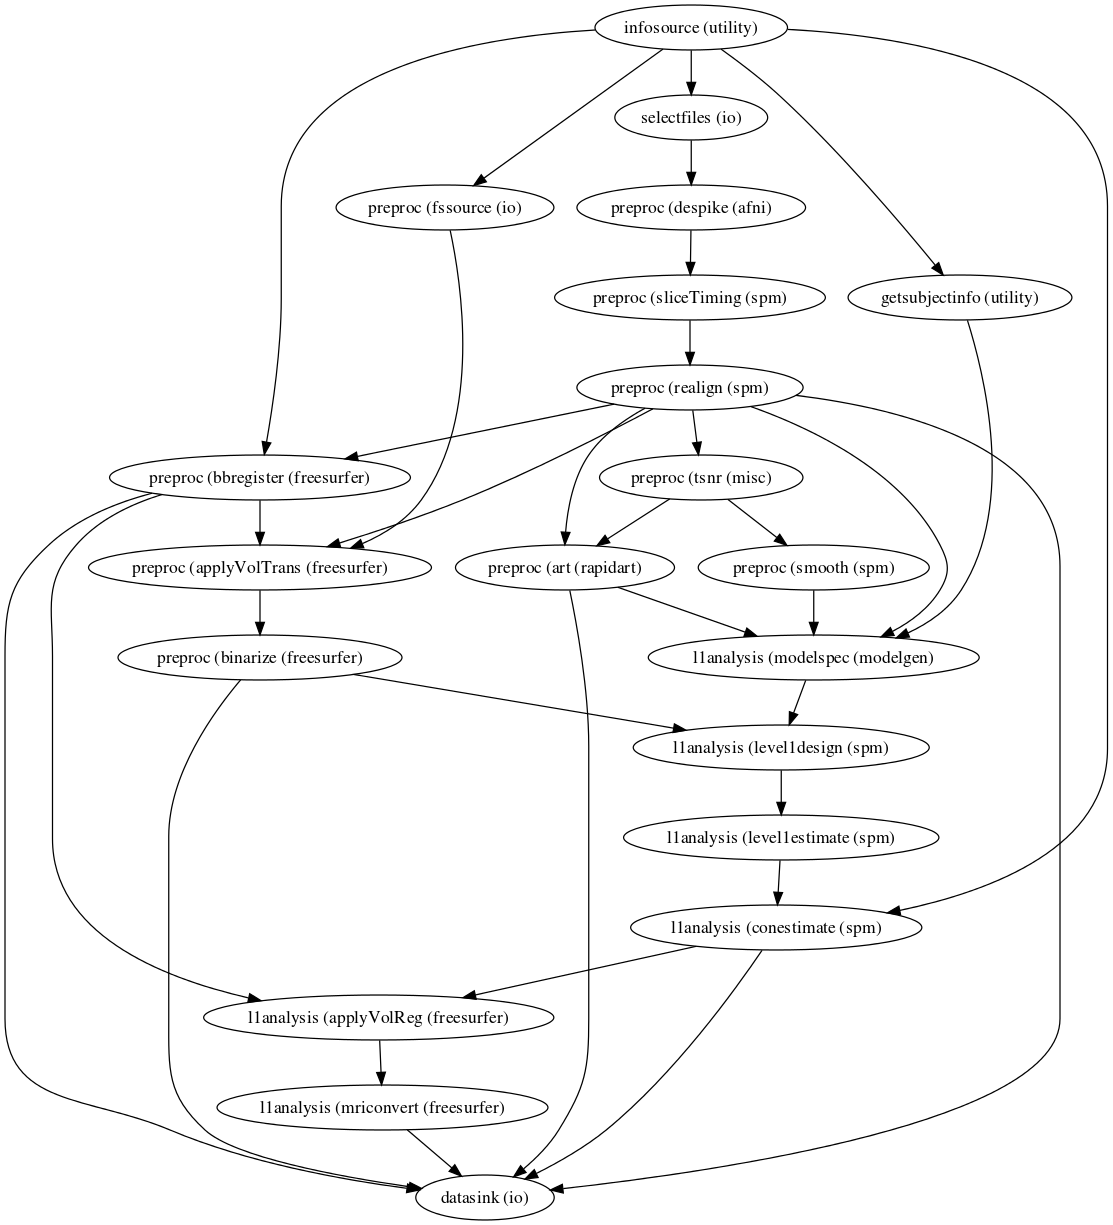 infosource (utility)
selectfiles (io)
preproc (fssource (io)
preproc (despike (afni)
preproc (sliceTiming (spm)
getsubjectinfo (utility)
preproc (realign (spm)
preproc (bbregister (freesurfer)
preproc (tsnr (misc)
preproc (applyVolTrans (freesurfer)
preproc (art (rapidart)
preproc (smooth (spm)
preproc (binarize (freesurfer)
l1analysis (modelspec (modelgen)
l1analysis (level1design (spm)
l1analysis (level1estimate (spm)
l1analysis (conestimate (spm)
l1analysis (applyVolReg (freesurfer)
l1analysis (mriconvert (freesurfer)
datasink (io)